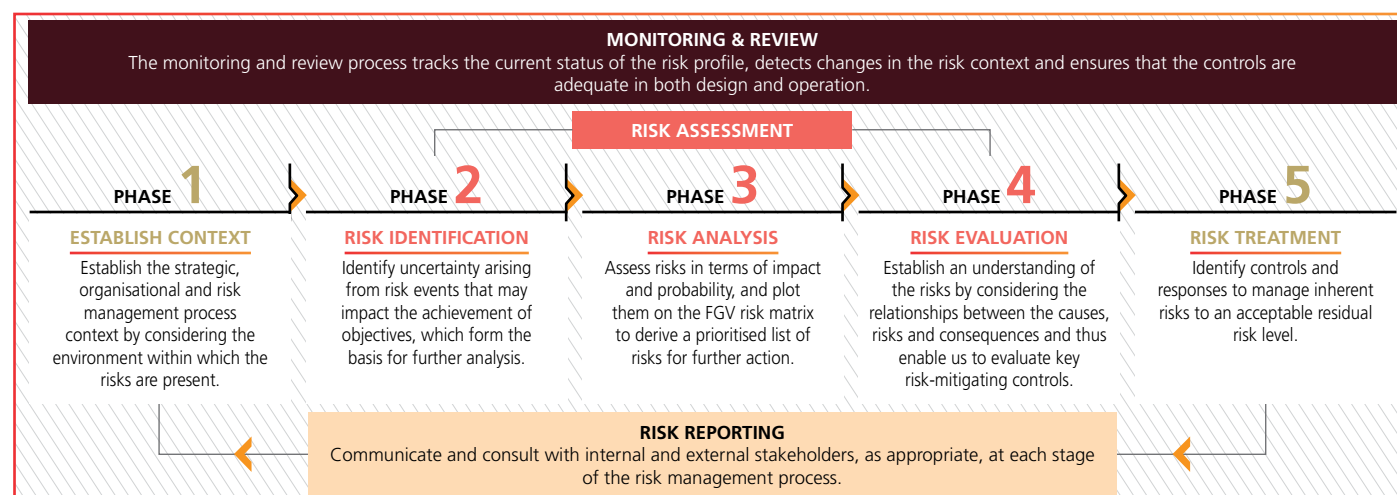 MONITORING & REVIEW
The monitoring and review process tracks the current status of the risk profile, detects changes in the risk context and ensures that the controls are
adequate in both design and operation.
RISK ASSESSMENT
PHASE 1
ESTABLISH CONTEXT
Establish the strategic,
organisational and risk
management process
context by considering the
environment within which the
risks are present.
PHASE 2
RISK IDENTIFICATION
Identify uncertainty arising
from risk events that may
impact the achievement of
objectives, which form the
basis for further analysis.
PHASE 3
RISK ANALYSIS
Assess risks in terms of impact
and probability, and plot
them on the FGV risk matrix
to derive a prioritised list of
risks for further action.
PHASE 4
RISK EVALUATION
Establish an understanding of
the risks by considering the
relationships between the causes,
risks and consequences and thus
enable us to evaluate key
risk-mitigating controls.
PHASE 5
RISK TREATMENT
Identify controls and
responses to manage inherent
risks to an acceptable residual
risk level.
RISK REPORTING
Communicate and consult with internal and external stakeholders, as appropriate, at each stage
of the risk management process.